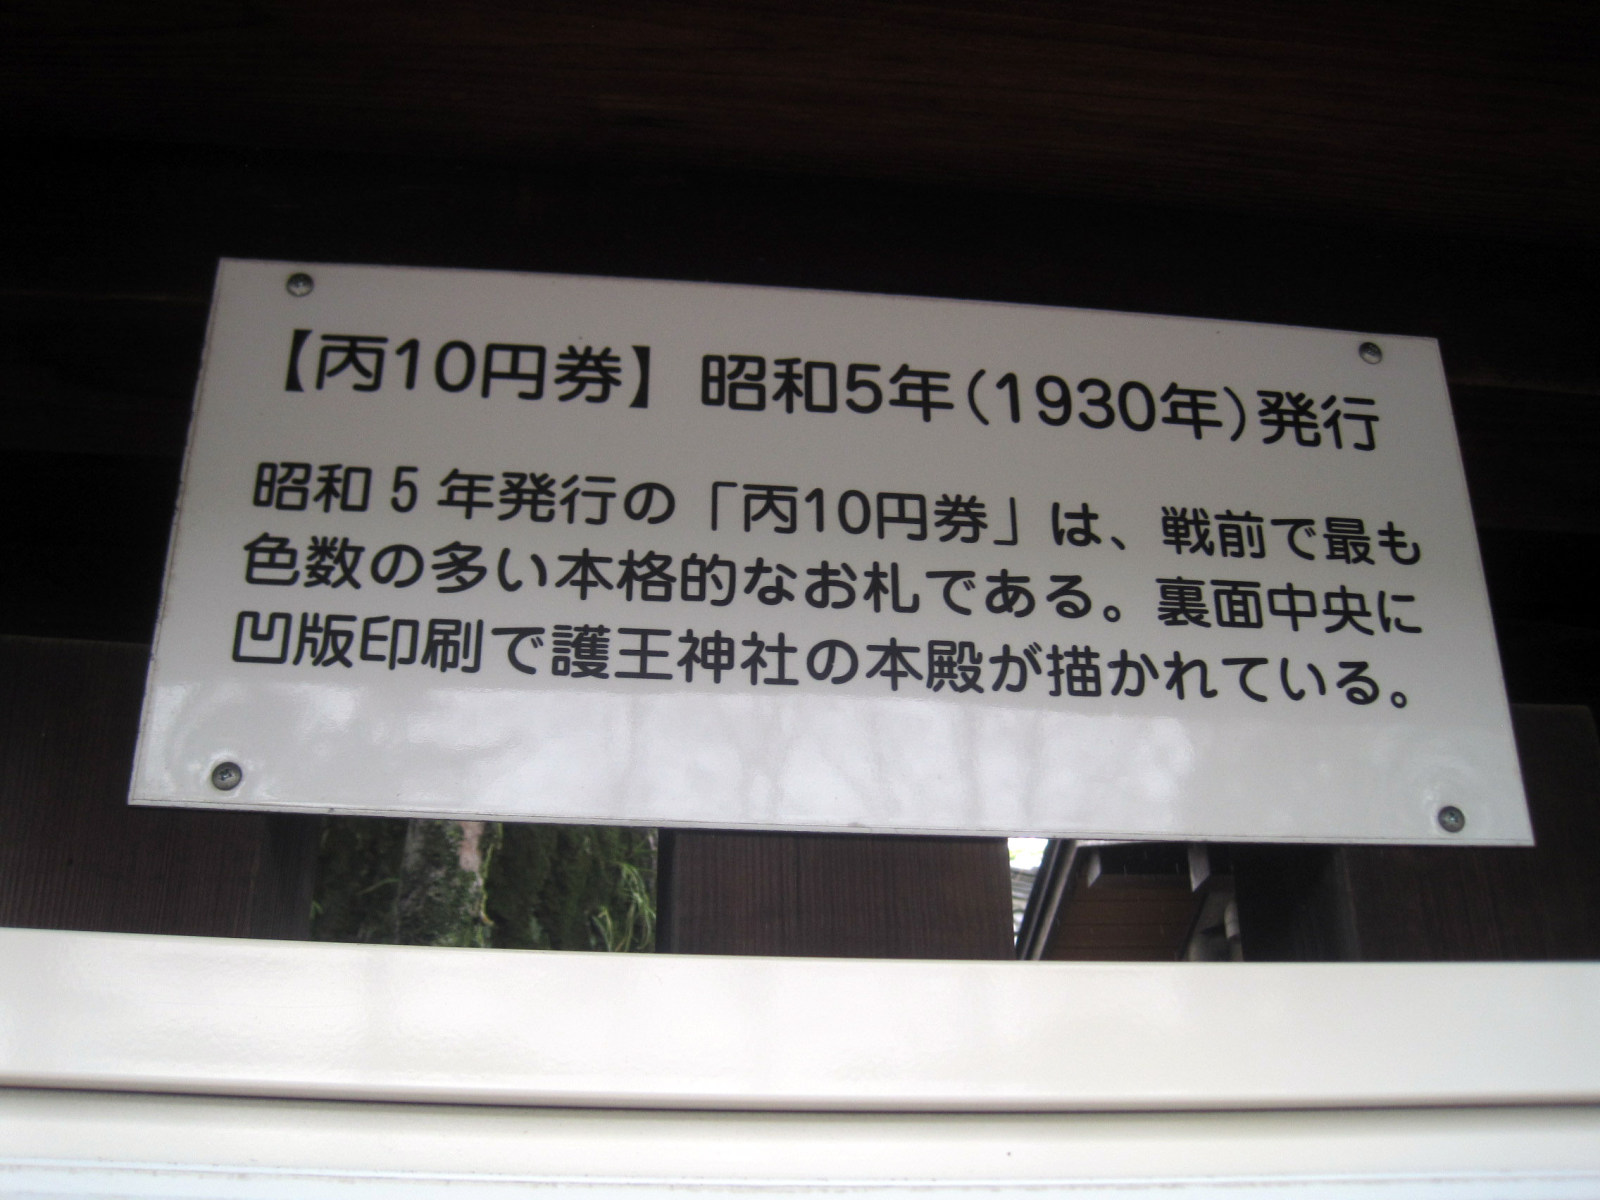 【丙10円券】 昭和5年(1930年)発行
昭和5年発行の「丙10円券」は、戦前で最も
色数の多い本格的なお札である。裏面中央に
凹版印刷で護王神社の本殿が描かれている。